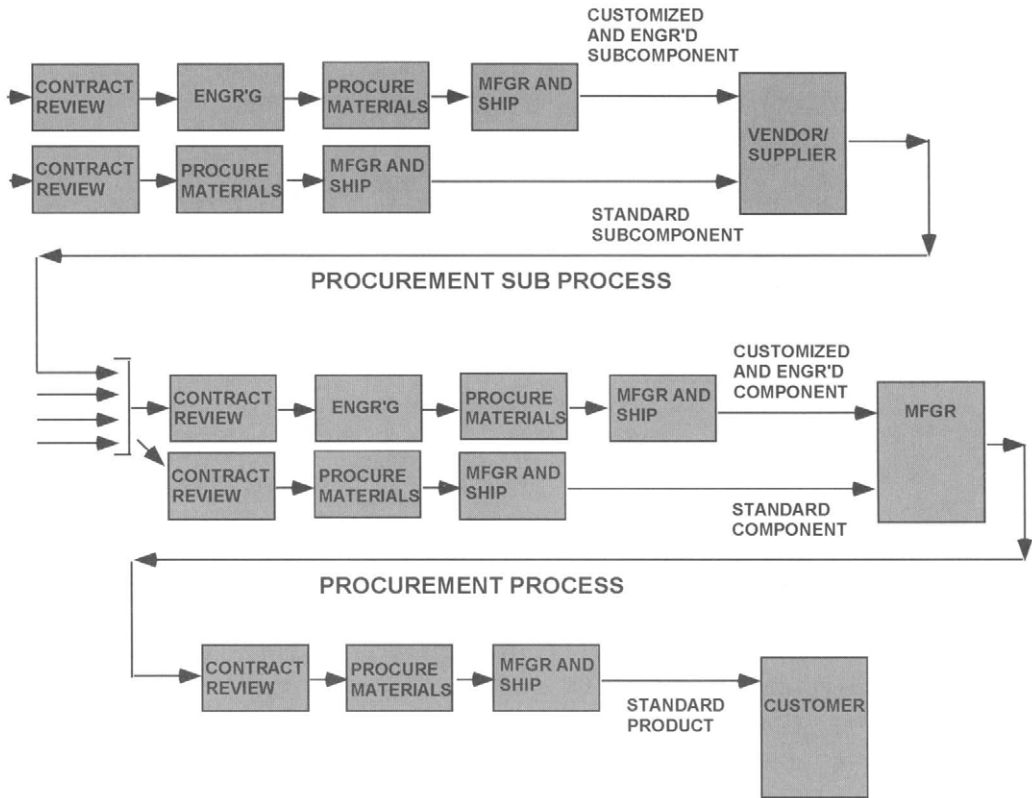 CUSTOMIZED
AND ENGR'D
SUBCOMPONENT
CONTRACT
REVIEW
ENGR'G
PROCURE
MATERIALS
MFGR AND
SHIP
VENDOR/
SUPPLIER
CONTRACT
REVIEW
PROCURE
MATERIALS
MFGR AND
SHIP
STANDARD
SUBCOMPONENT
PROCUREMENT SUB PROCESS
CUSTOMIZED
AND ENGR'D
COMPONENT
CONTRACT
REVIEW
ENGR'G
PROCURE
MATERIALS
MFGR AND
SHIP
MFGR
CONTRACT
REVIEW
PROCURE
MATERIALS
MFGR AND
SHIP
STANDARD
COMPONENT
PROCUREMENT PROCESS
CONTRACT
REVIEW
PROCURE
MATERIALS
MFGR AND
SHIP
STANDARD
PRODUCT
CUSTOMER